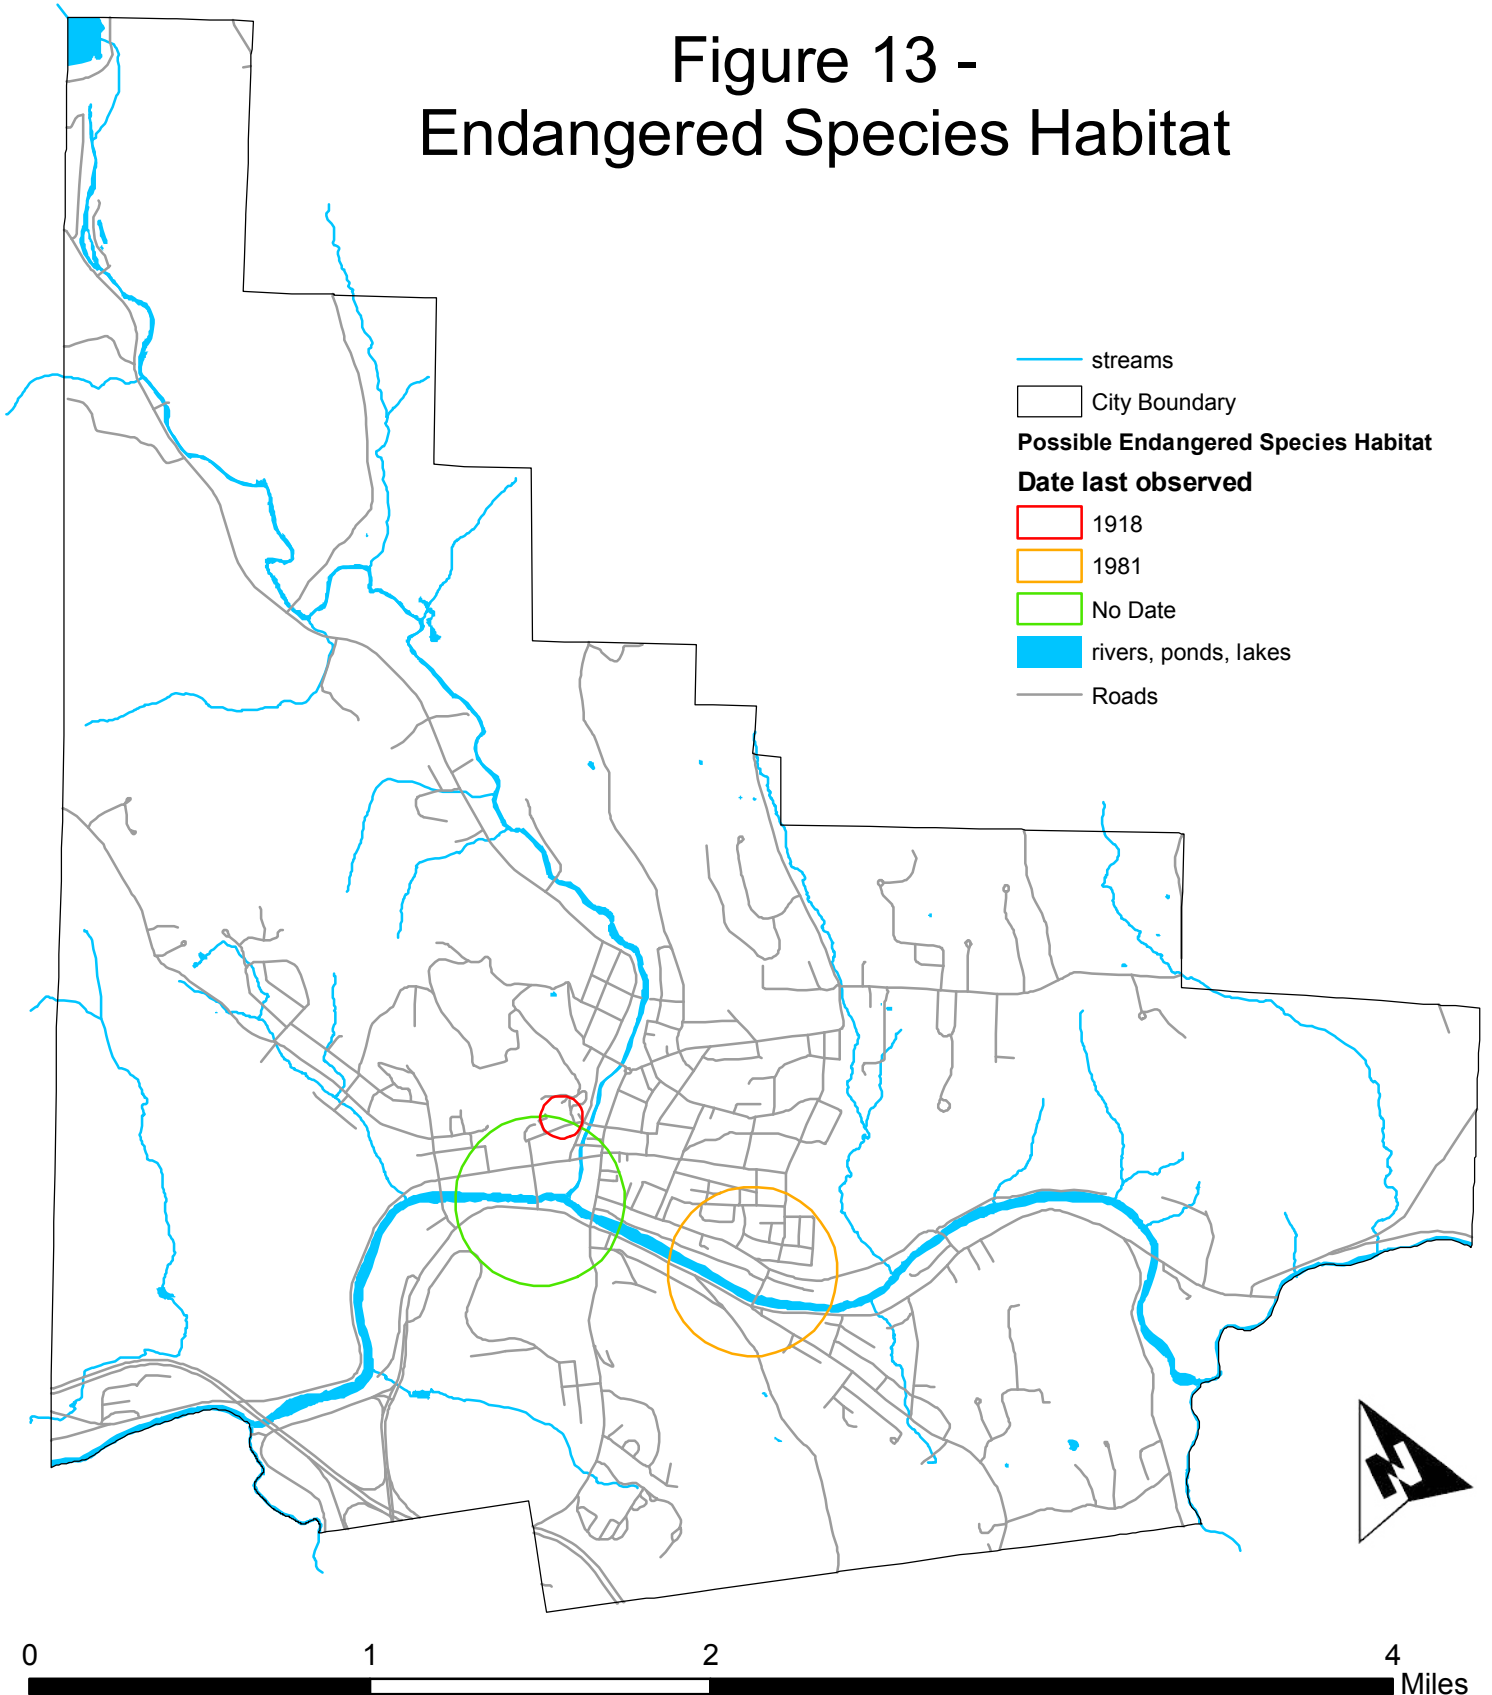 Figure 13 -
Endangered Species Habitat
streams
City Boundary
Possible Endangered Species Habitat
Date last observed
1918
1981
No Date
rivers, ponds, lakes
Roads
N
0 1 2 4
Miles